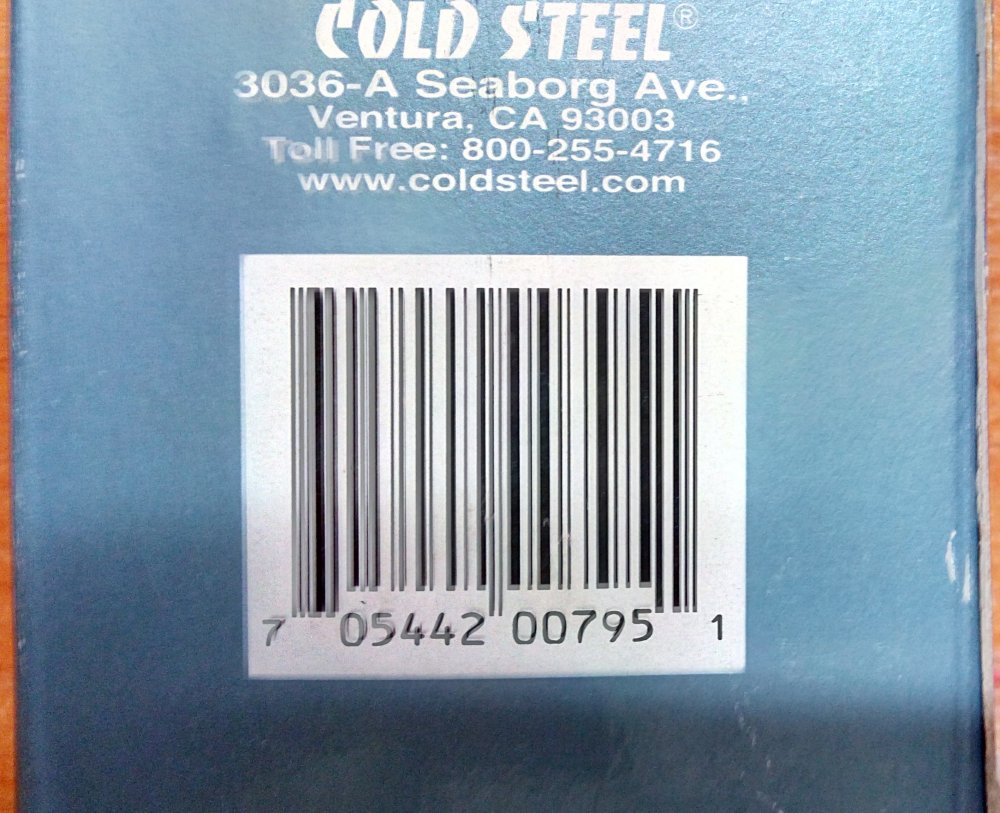 COLD STEEL®
3036-A Seaborg Ave.,
Ventura, CA 93003
Toll Free: 800-255-4716
www.coldsteel.com
7 05442 00795 1